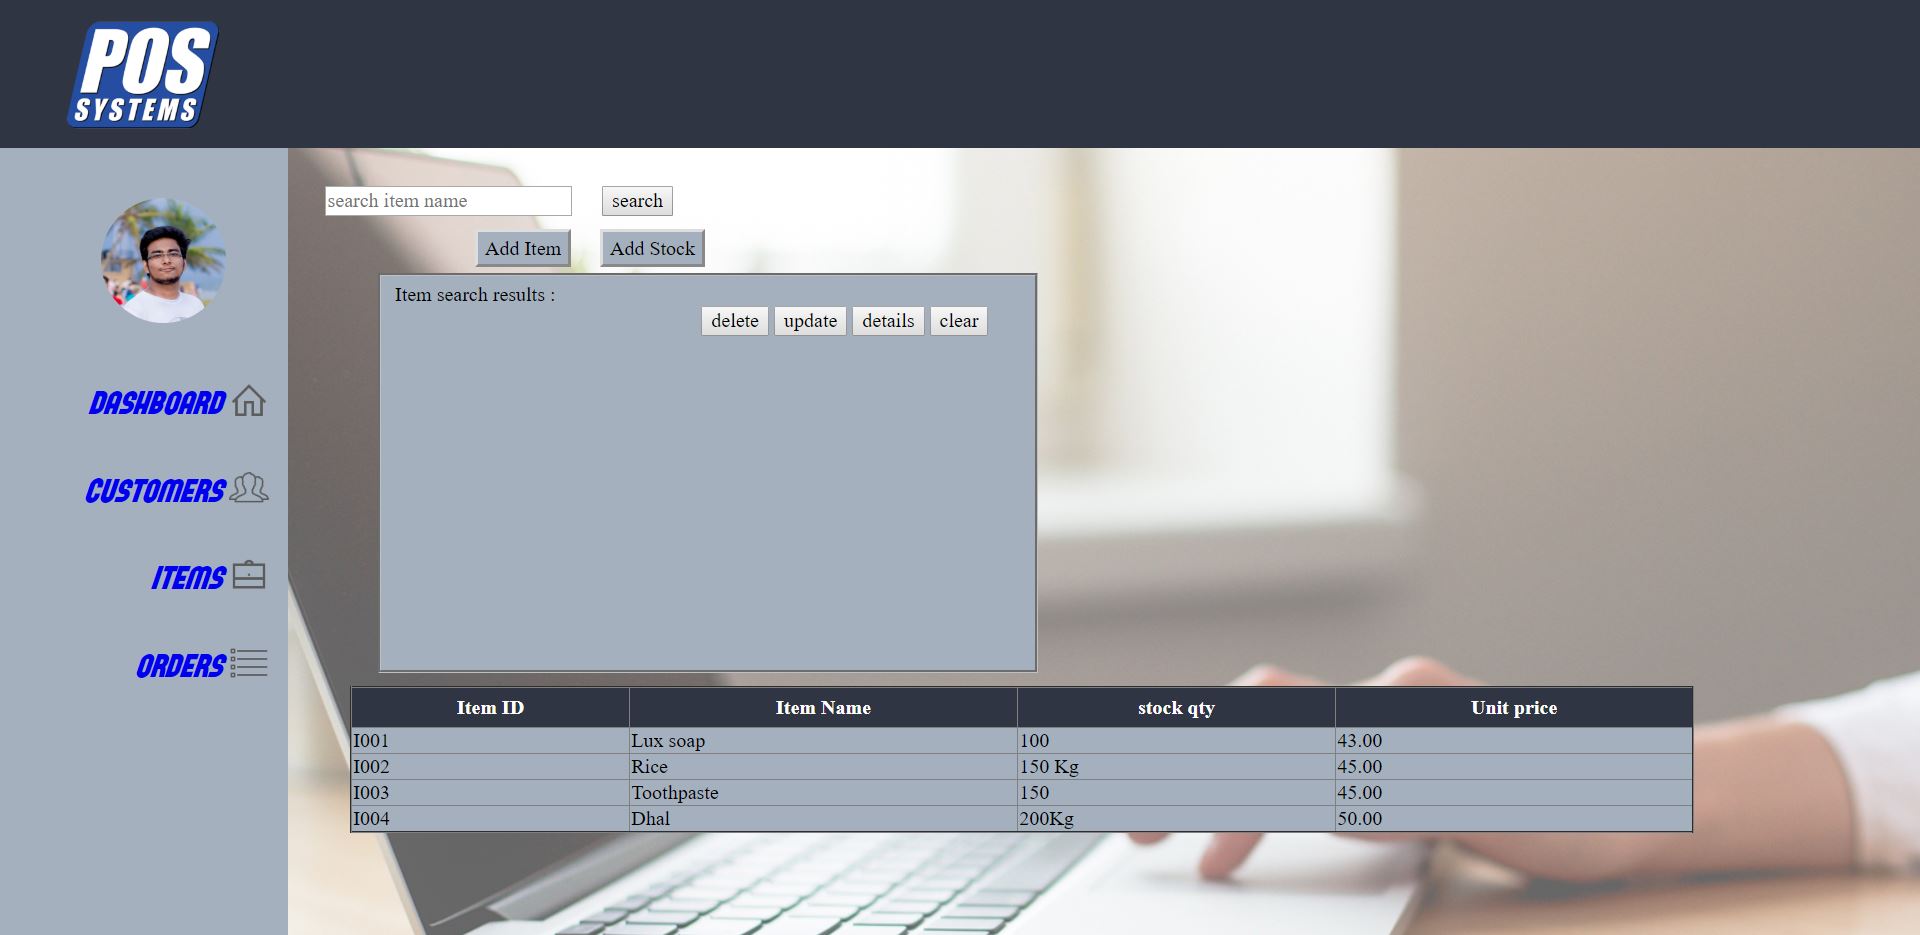 POS
SYSTEMS
search item name search
Add Item Add Stock
Item search results :
delete update details clear
DASHBOARD
CUSTOMERS
ITEMS
ORDERS
Item ID Item Name stock qty Unit price
I001 Lux soap 100 43.00
I002 Rice 150 Kg 45.00
I003 Toothpaste 150 45.00
I004 Dhal 200Kg 50.00